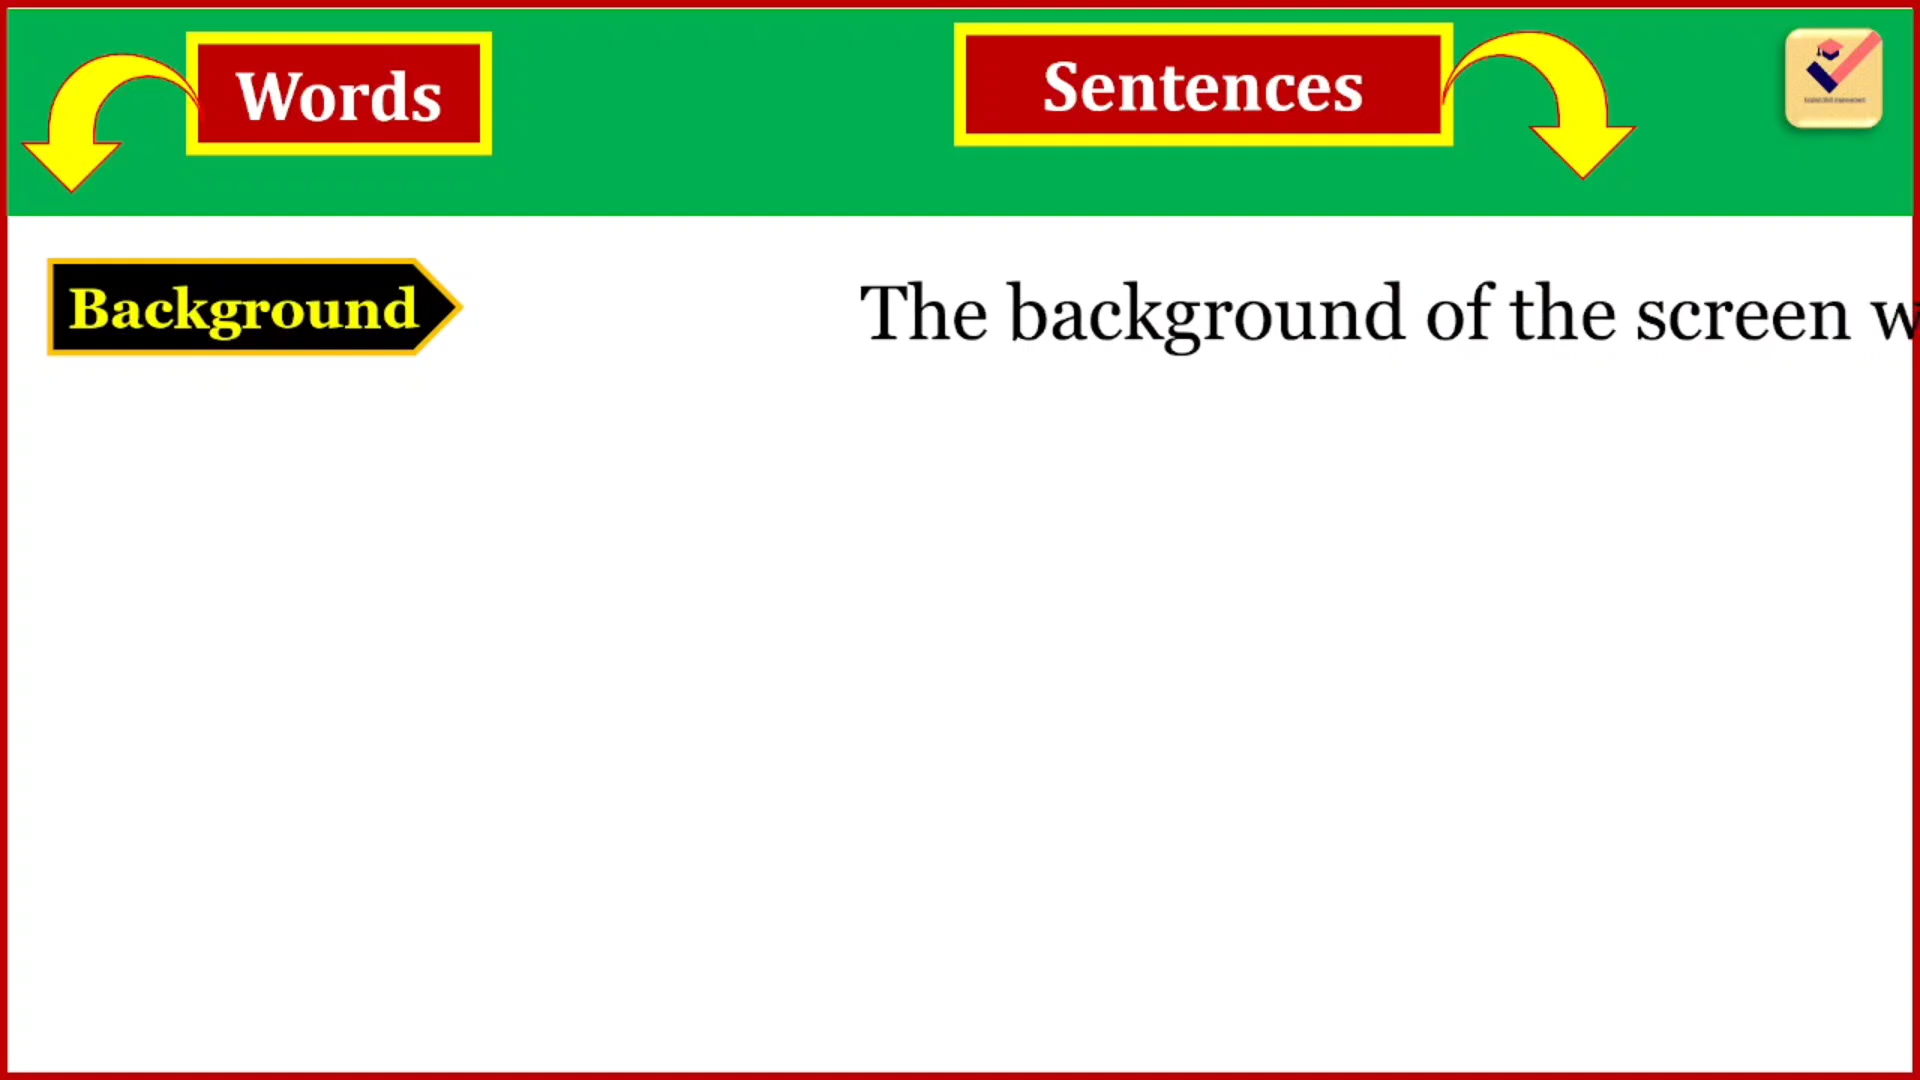 Words
Sentences
Background
The background of the screen w